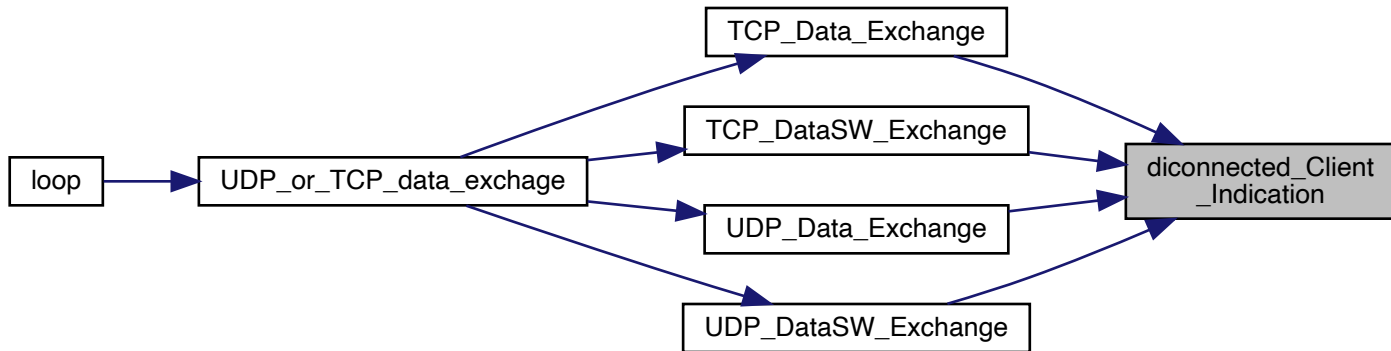 TCP_Data_Exchange
TCP_DataSW_Exchange
loop
UDP_or_TCP_data_exchage
diconnected_Client
_Indication
UDP_Data_Exchange
UDP_DataSW_Exchange